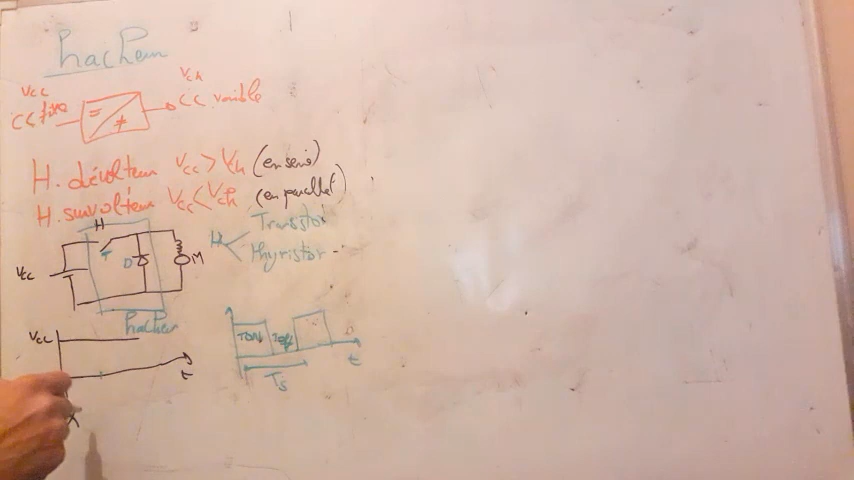 hacheur
Vcc Vch
CC fixe = ≠ CC variable
H. dévolteur Vcc > Vch (en serie)
H. survolteur Vcc < Vch (en parallel)
H
T D M
Vcc
hacheur
H Transistor
thyristor -
Vcc
t
TON Toff
t
Ts